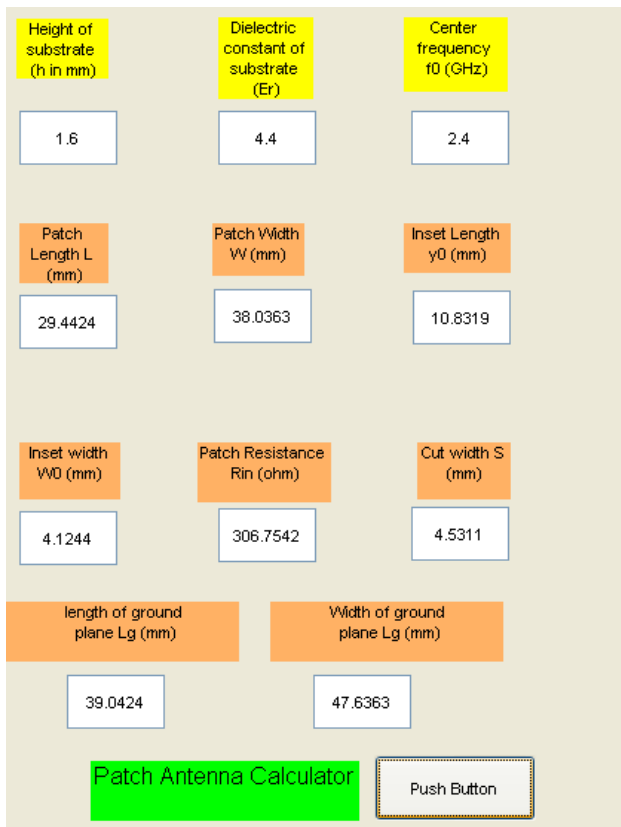 Height of
substrate
(h in mm)
Dielectric
constant of
substrate
(Er)
Center
frequency
f0 (GHz)
1.6
4.4
2.4
Patch
Length L
(mm)
Patch Width
W (mm)
Inset Length
y0 (mm)
29.4424
38.0363
10.8319
Inset width
W0 (mm)
Patch Resistance
Rin (ohm)
Cut width S
(mm)
4.1244
306.7542
4.5311
length of ground
plane Lg (mm)
Width of ground
plane Lg (mm)
39.0424
47.6363
Patch Antenna Calculator
Push Button